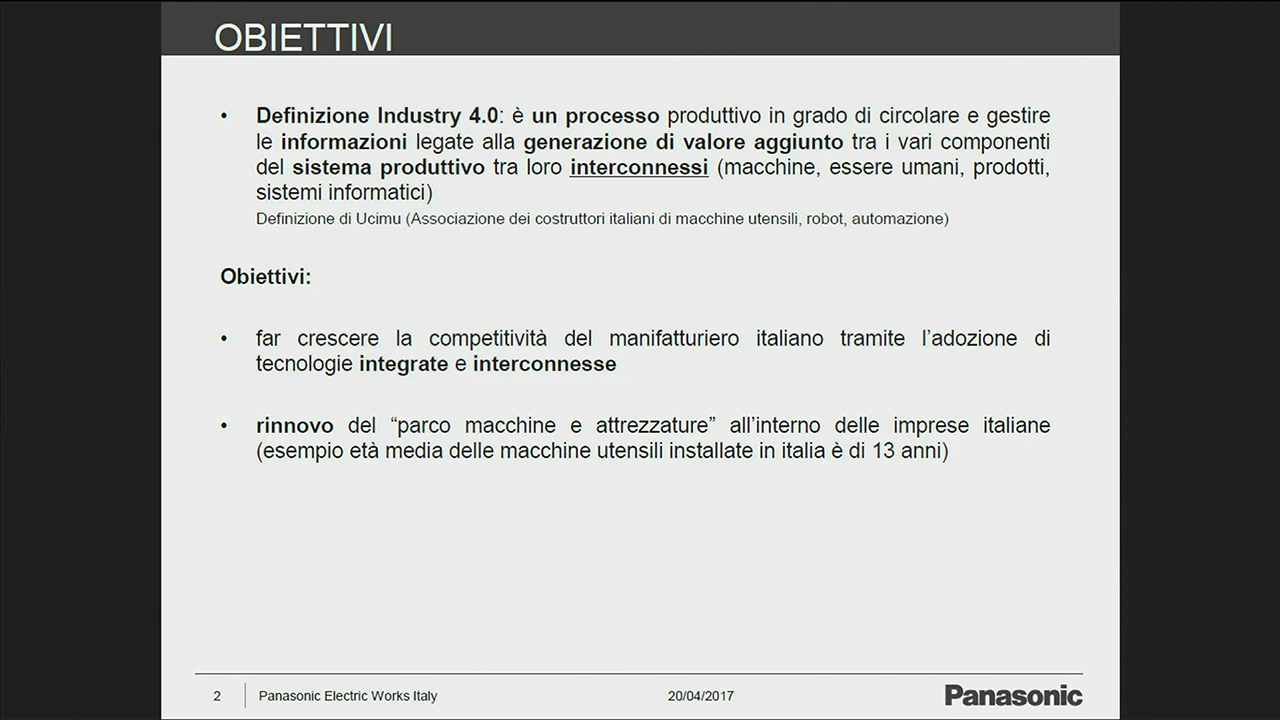 OBIETTIVI
• Definizione Industry 4.0: è un processo produttivo in grado di circolare e gestire
le informazioni legate alla generazione di valore aggiunto tra i vari componenti
del sistema produttivo tra loro interconnessi (macchine, essere umani, prodotti,
sistemi informatici)
Definizione di Ucimu (Associazione dei costruttori italiani di macchine utensili, robot, automazione)
Obiettivi:
• far crescere la competitività del manifatturiero italiano tramite l’adozione di
tecnologie integrate e interconnesse
• rinnovo del “parco macchine e attrezzature” all’interno delle imprese italiane
(esempio età media delle macchine utensili installate in italia è di 13 anni)
2 Panasonic Electric Works Italy 20/04/2017 Panasonic